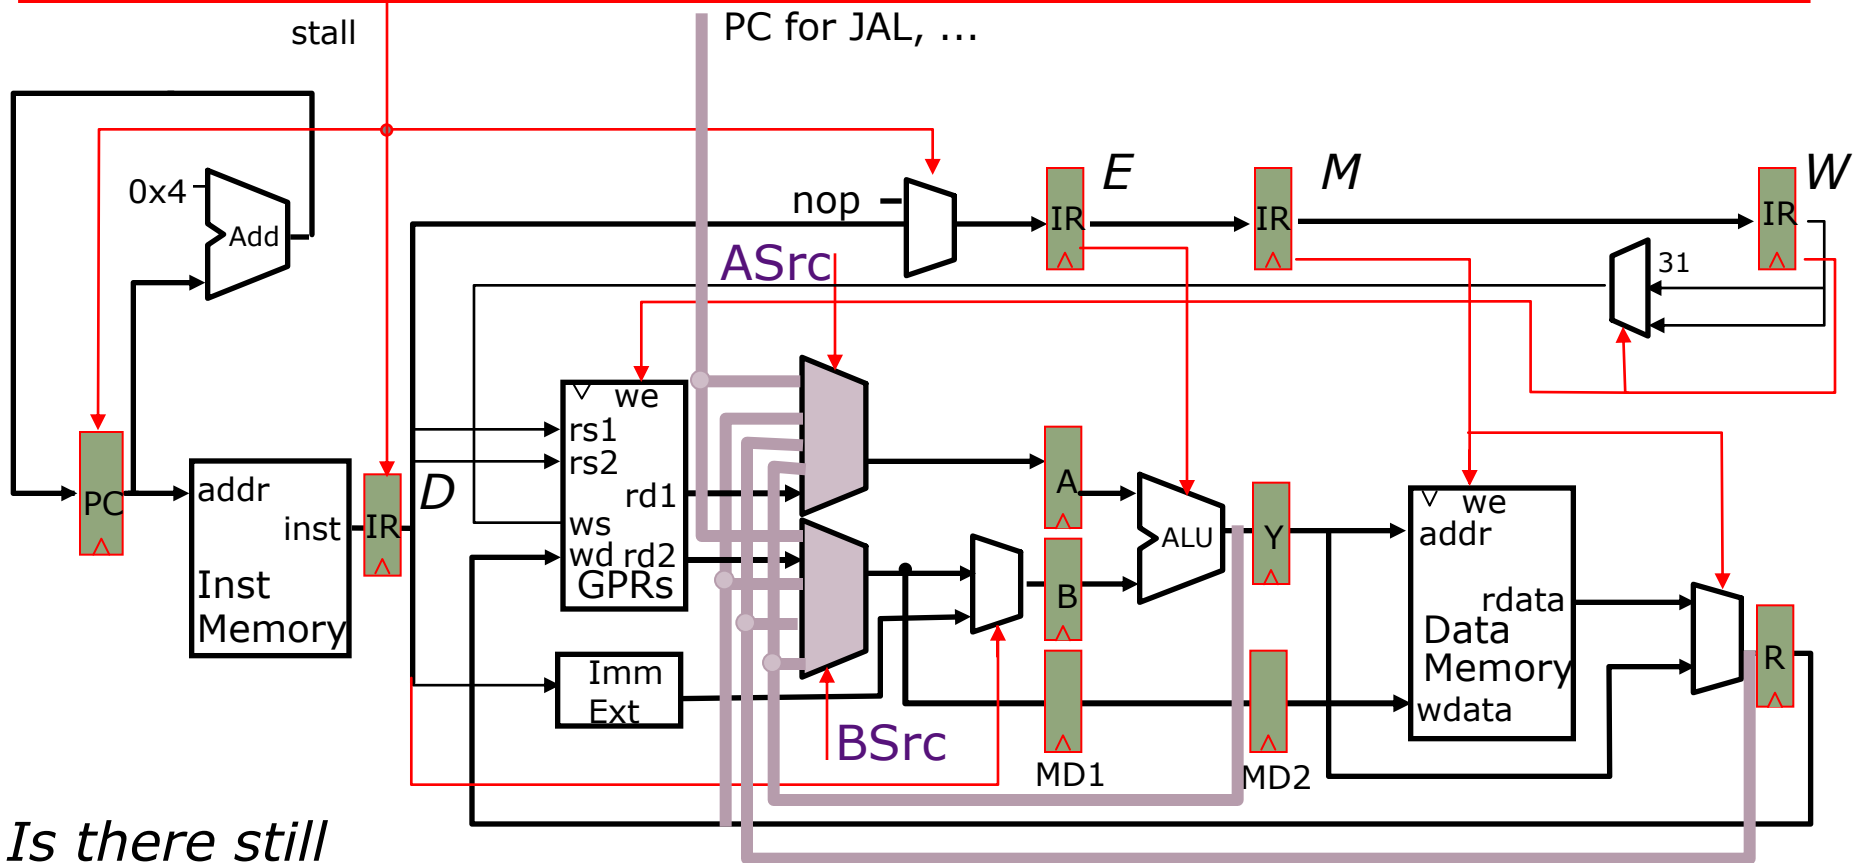 stall
PC for JAL, ...
E
M
W
0x4
Add
nop
IR
IR
IR
ASrc
31
we
rs1
rs2
rd1
ws
wd
rd2
GPRs
PC
addr
inst
Inst
Memory
IR
D
A
B
ALU
Y
we
addr
rdata
Data
Memory
wdata
R
Imm
Ext
BSrc
MD1
MD2
Is there still